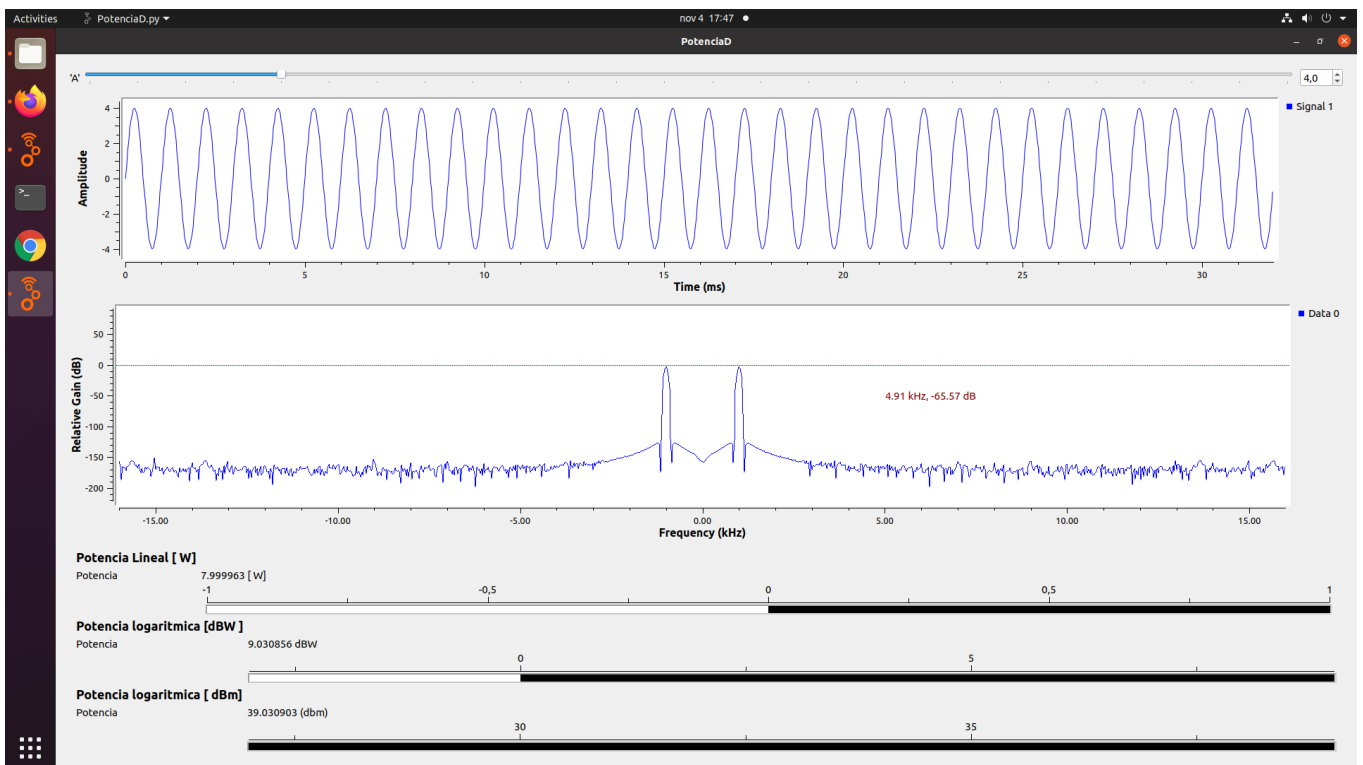 Activities PotenciaD.py nov 4 17:47
PotenciaD
'A' 4,0
Signal 1
Amplitude
4
2
0
-2
-4
0 5 10 15 20 25 30
Time (ms)
Data 0
Relative Gain (dB)
50
0
-50
-100
-150
-200
4.91 kHz, -65.57 dB
-15.00 -10.00 -5.00 0.00 5.00 10.00 15.00
Frequency (kHz)
Potencia Lineal [ W]
Potencia 7.999963 [ W]
-1 -0,5 0 0,5 1
Potencia logaritmica [dBW ]
Potencia 9.030856 dBW
0 5
Potencia logaritmica [ dBm]
Potencia 39.030903 (dbm)
30 35